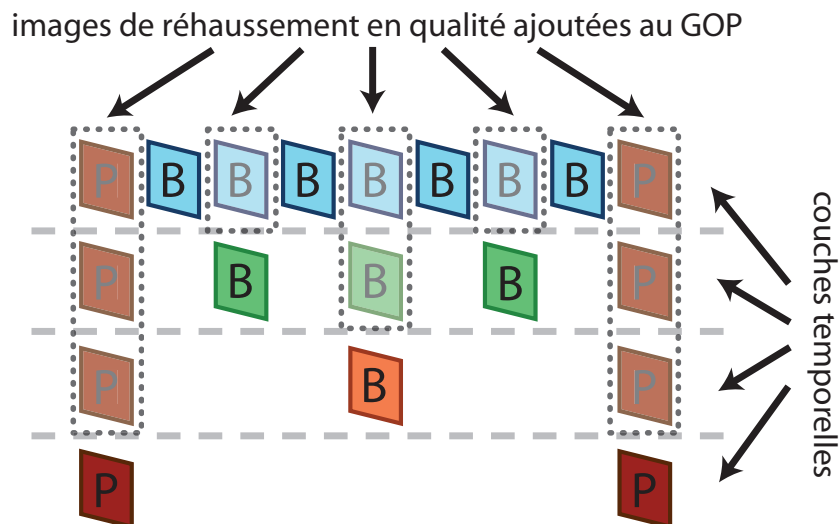 images de réhaussement en qualité ajoutées au GOP
P B B B B B B B P
P B B B P
P B P
P P
couches temporelles